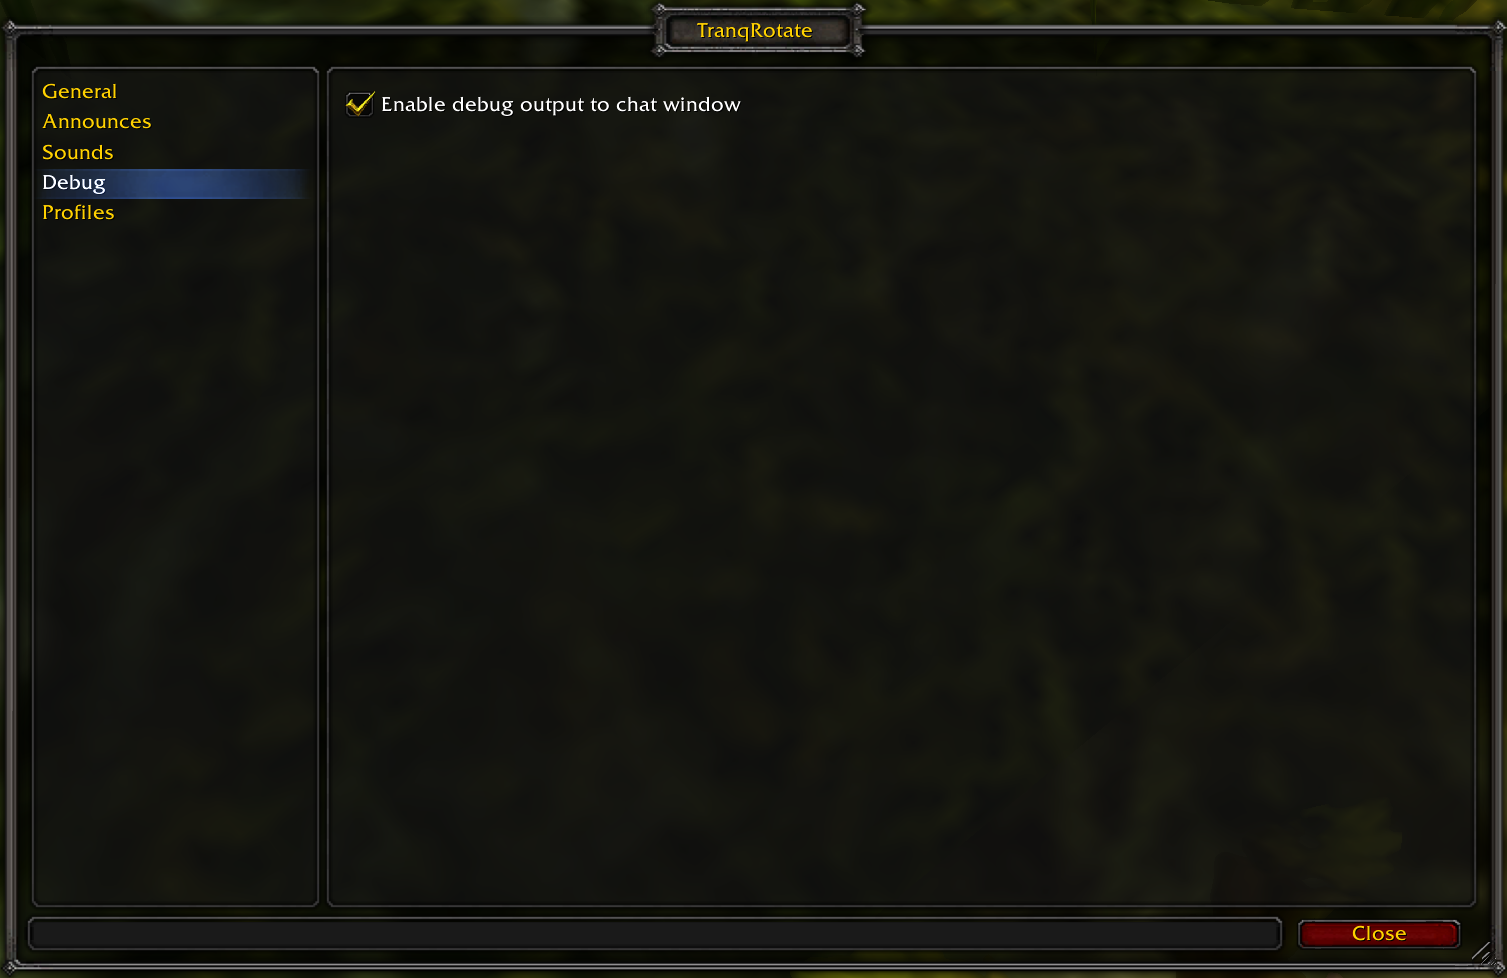 TranqRotate
General
Announces
Sounds
Debug
Profiles
Enable debug output to chat window
Close